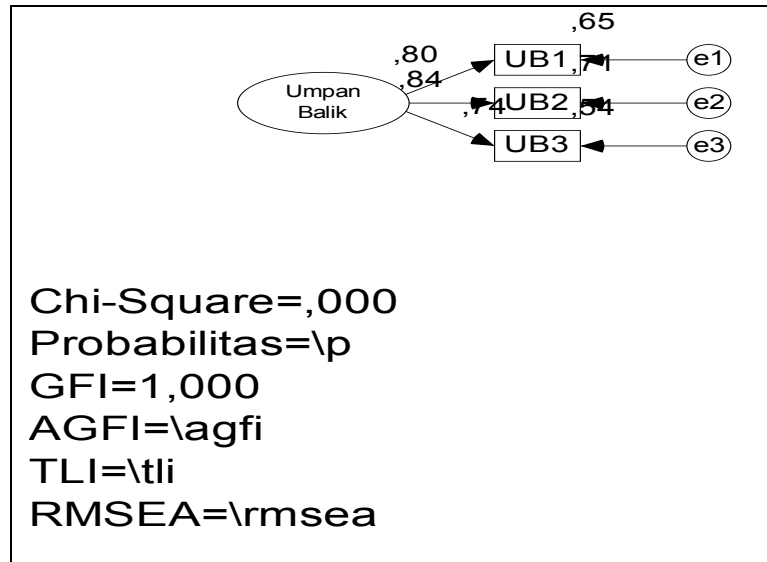 ,65
,80
UB1
,71
e1
Umpan
Balik
,84
UB2
e2
,74
,54
UB3
e3
Chi-Square=,000
Probabilitas=\p
GFI=1,000
AGFI=\agfi
TLI=\tli
RMSEA=\rmsea